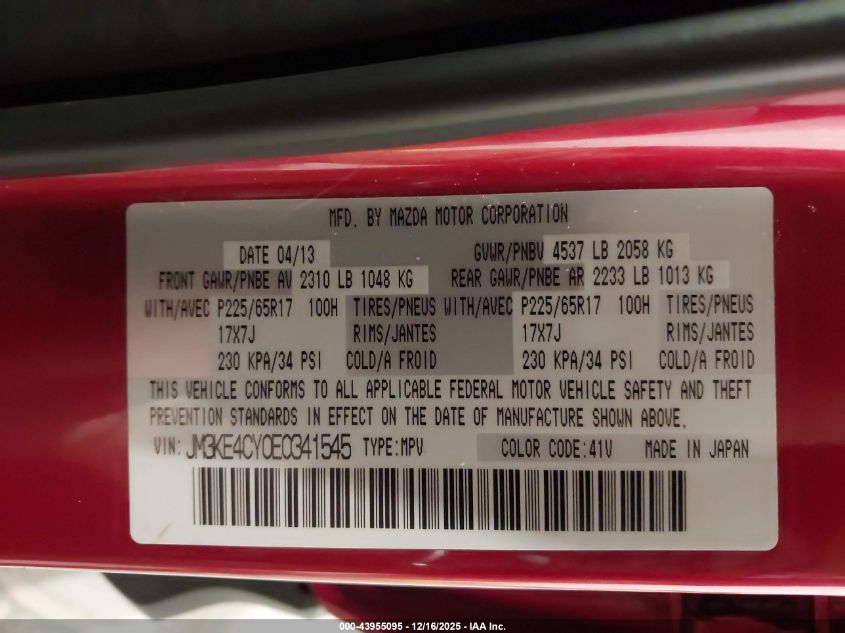 MFD. BY MAZDA MOTOR CORPORATION
DATE 04/13 GVWR/PNBV 4537 LB 2058 KG
FRONT GAWR/PNBE AV 2310 LB 1048 KG REAR GAWR/PNBE AR 2233 LB 1013 KG
WITH/AVEC P225/65R17 100H TIRES/PNEUS WITH/AVEC P225/65R17 100H TIRES/PNEUS
17X7J RIMS/JANTES 17X7J RIMS/JANTES
230 KPA/34 PSI COLD/A FROID 230 KPA/34 PSI COLD/A FROID
THIS VEHICLE CONFORMS TO ALL APPLICABLE FEDERAL MOTOR VEHICLE SAFETY AND THEFT
PREVENTION STANDARDS IN EFFECT ON THE DATE OF MANUFACTURE SHOWN ABOVE.
VIN: JM3KE4CY0E0341545 TYPE:MPV COLOR CODE:41V MADE IN JAPAN
000-43955095 - 12/16/2025 - IAA Inc.